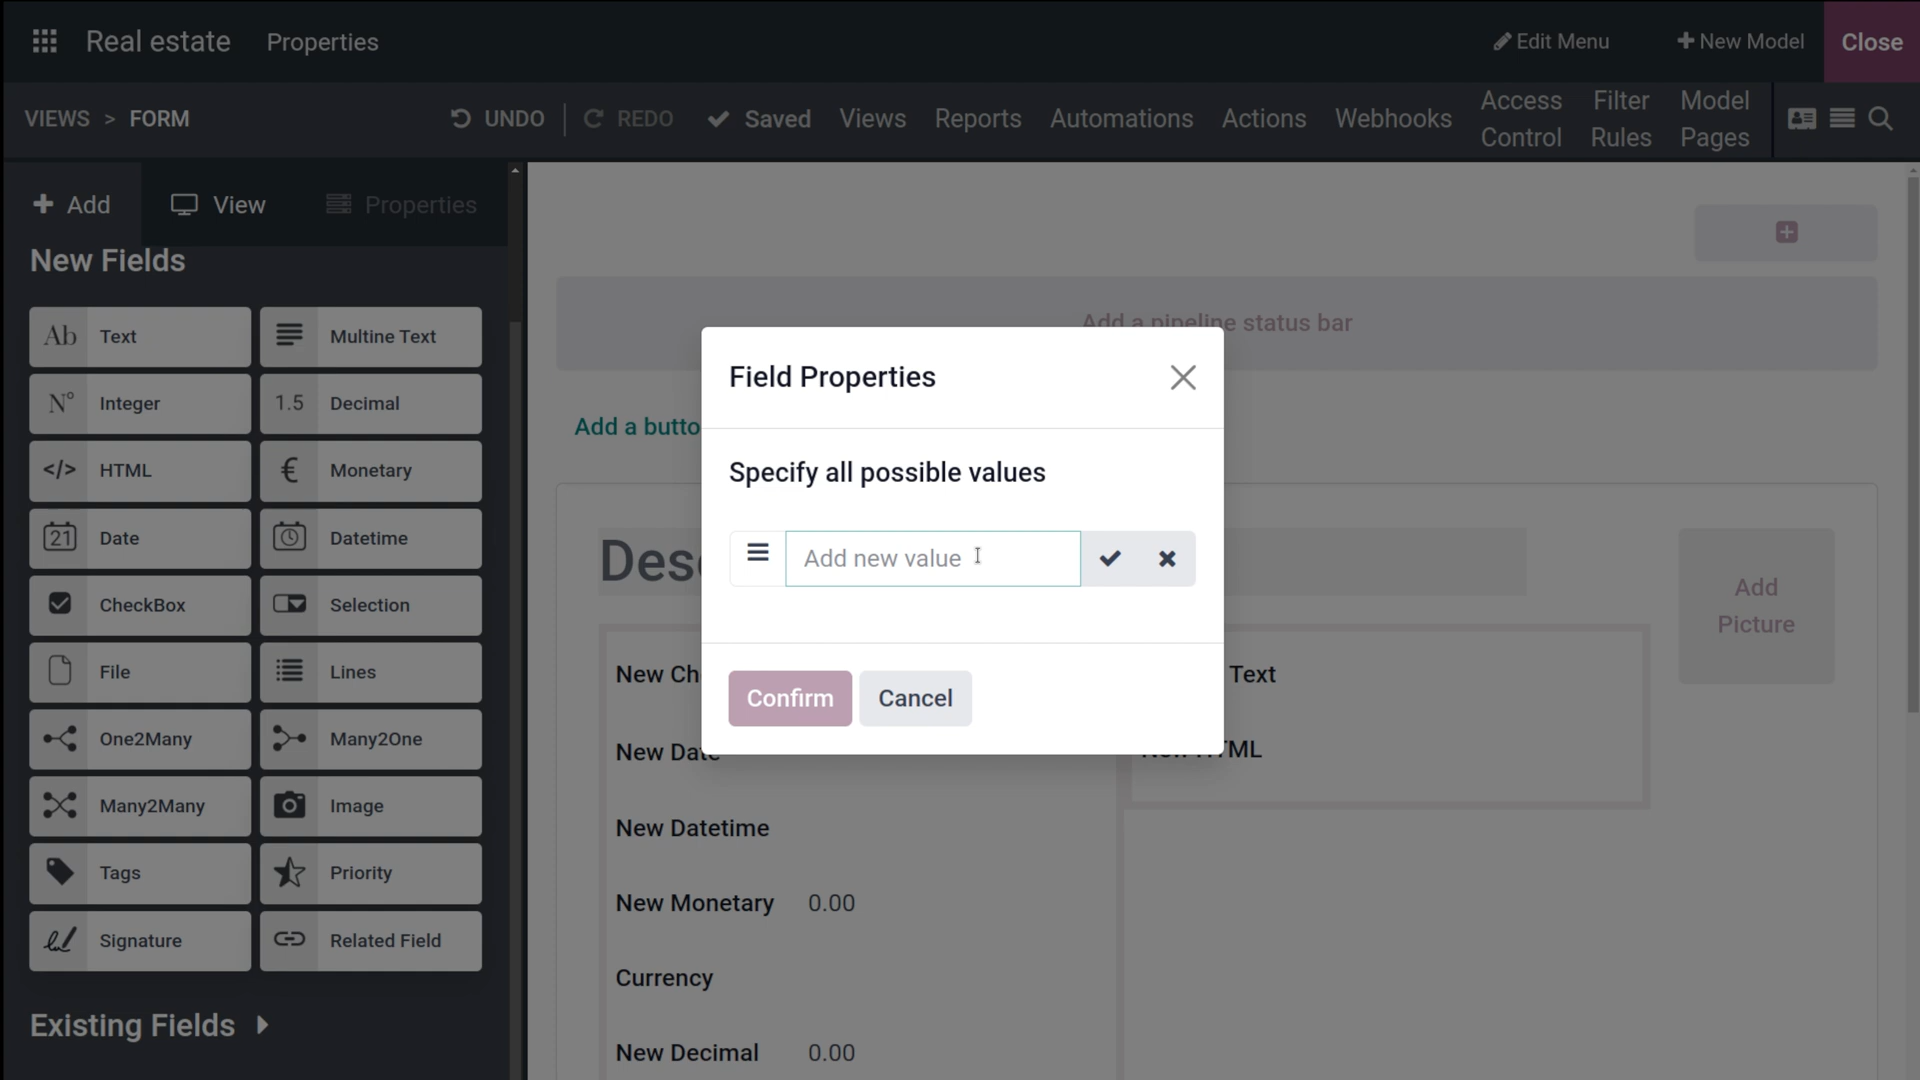 Real estate Properties Edit Menu New Model Close
VIEWS > FORM UNDO REDO Saved Views Reports Automations Actions Webhooks Access Control Filter Rules Model Pages
Add View Properties
New Fields
Ab Text Multine Text
N° Integer 1.5 Decimal
</> HTML € Monetary
21 Date Datetime
CheckBox Selection
File Lines
One2Many Many2One
Many2Many Image
Tags Priority
Signature Related Field
Existing Fields
Add a pipeline status bar
Add a butto
Field Properties
Specify all possible values
Add new value
Confirm Cancel
Add
Picture
New Ch
Text
New Date
New Datetime
New Monetary 0.00
Currency
New Decimal 0.00